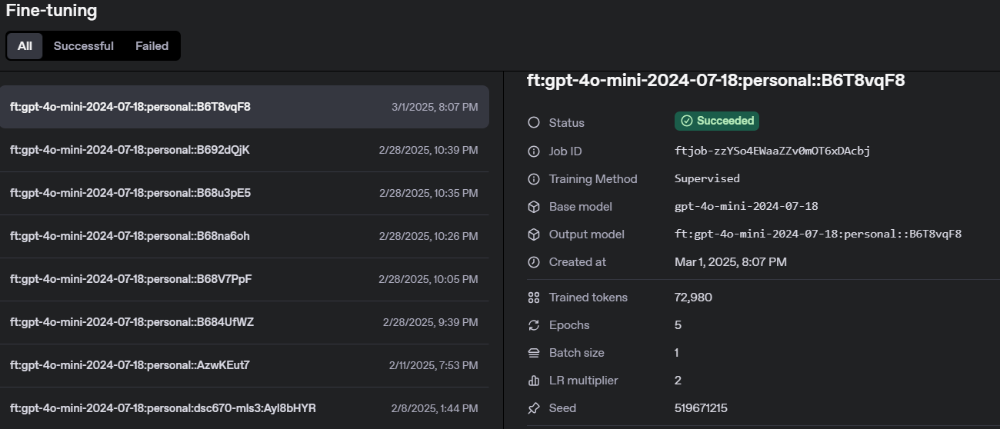 Fine-tuning
All Successful Failed
ft:gpt-4o-mini-2024-07-18:personal::B6T8vqF8 3/1/2025, 8:07 PM
ft:gpt-4o-mini-2024-07-18:personal::B692dQjK 2/28/2025, 10:39 PM
ft:gpt-4o-mini-2024-07-18:personal::B68u3pE5 2/28/2025, 10:35 PM
ft:gpt-4o-mini-2024-07-18:personal::B68na6oh 2/28/2025, 10:26 PM
ft:gpt-4o-mini-2024-07-18:personal::B68V7PpF 2/28/2025, 10:05 PM
ft:gpt-4o-mini-2024-07-18:personal::B684UfWZ 2/28/2025, 9:39 PM
ft:gpt-4o-mini-2024-07-18:personal::AzwKEut7 2/11/2025, 7:53 PM
ft:gpt-4o-mini-2024-07-18:personal:dsc670-mls3:Ayl8bHYR 2/8/2025, 1:44 PM
ft:gpt-4o-mini-2024-07-18:personal::B6T8vqF8
Status Succeeded
Job ID ftjob-zzYSo4EWaaZZv0mOT6xDAcbj
Training Method Supervised
Base model gpt-4o-mini-2024-07-18
Output model ft:gpt-4o-mini-2024-07-18:personal::B6T8vqF8
Created at Mar 1, 2025, 8:07 PM
Trained tokens 72,980
Epochs 5
Batch size 1
LR multiplier 2
Seed 519671215